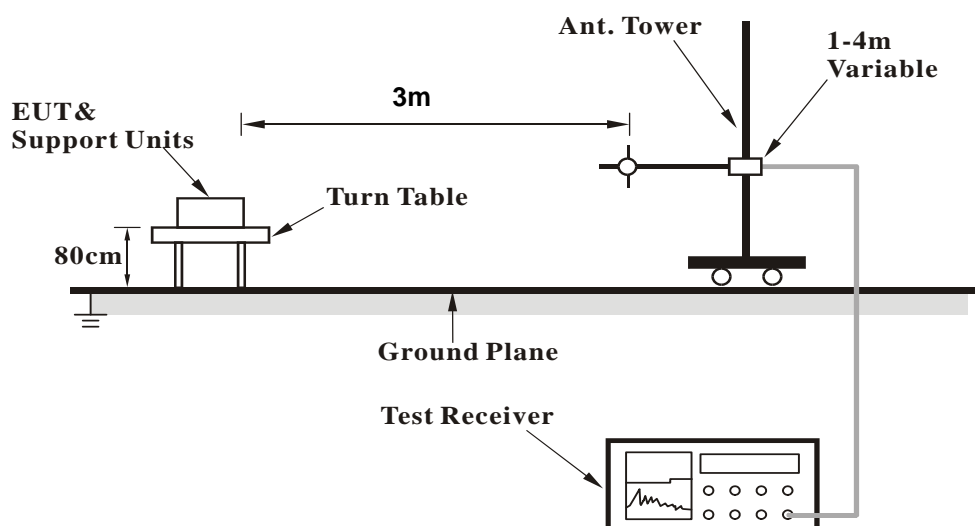 Ant. Tower
1-4m
Variable
3m
EUT&
Support Units
Turn Table
80cm
Ground Plane
Test Receiver